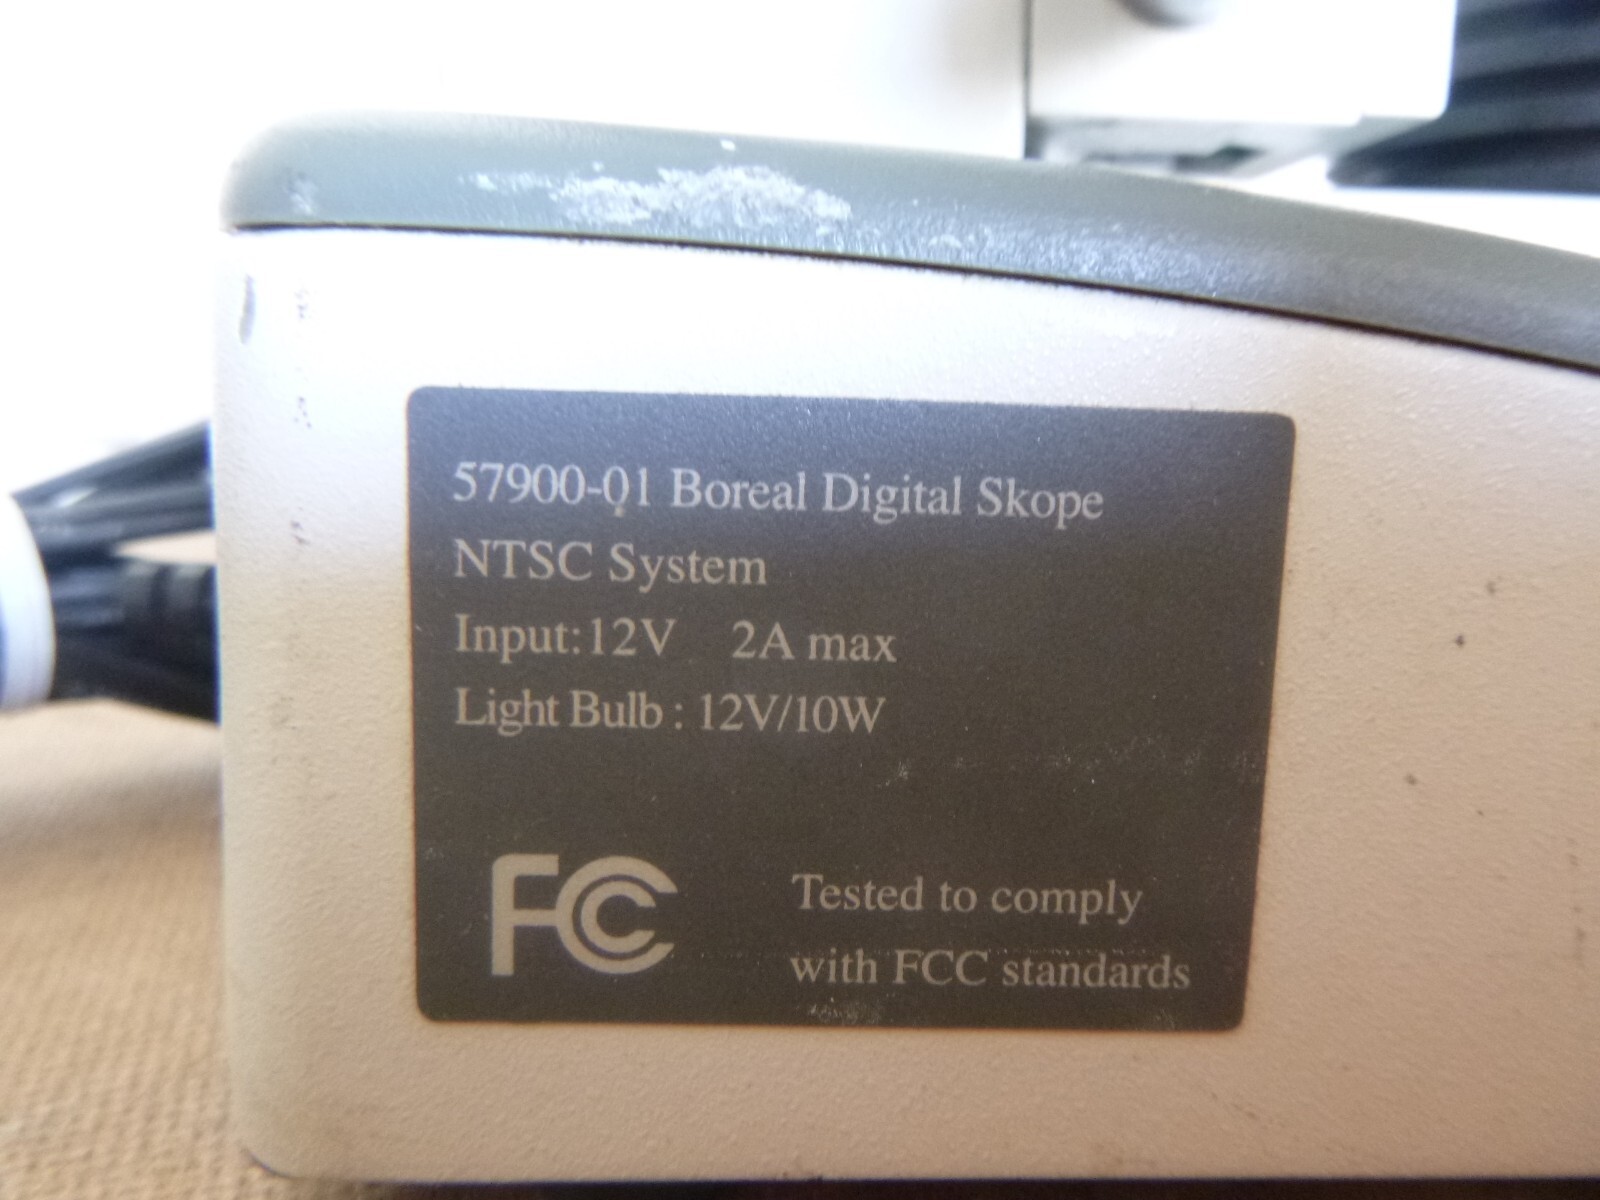 57900-01 Boreal Digital Skope
NTSC System
Input:12V 2A max
Light Bulb : 12V/10W
FC
Tested to comply
with FCC standards